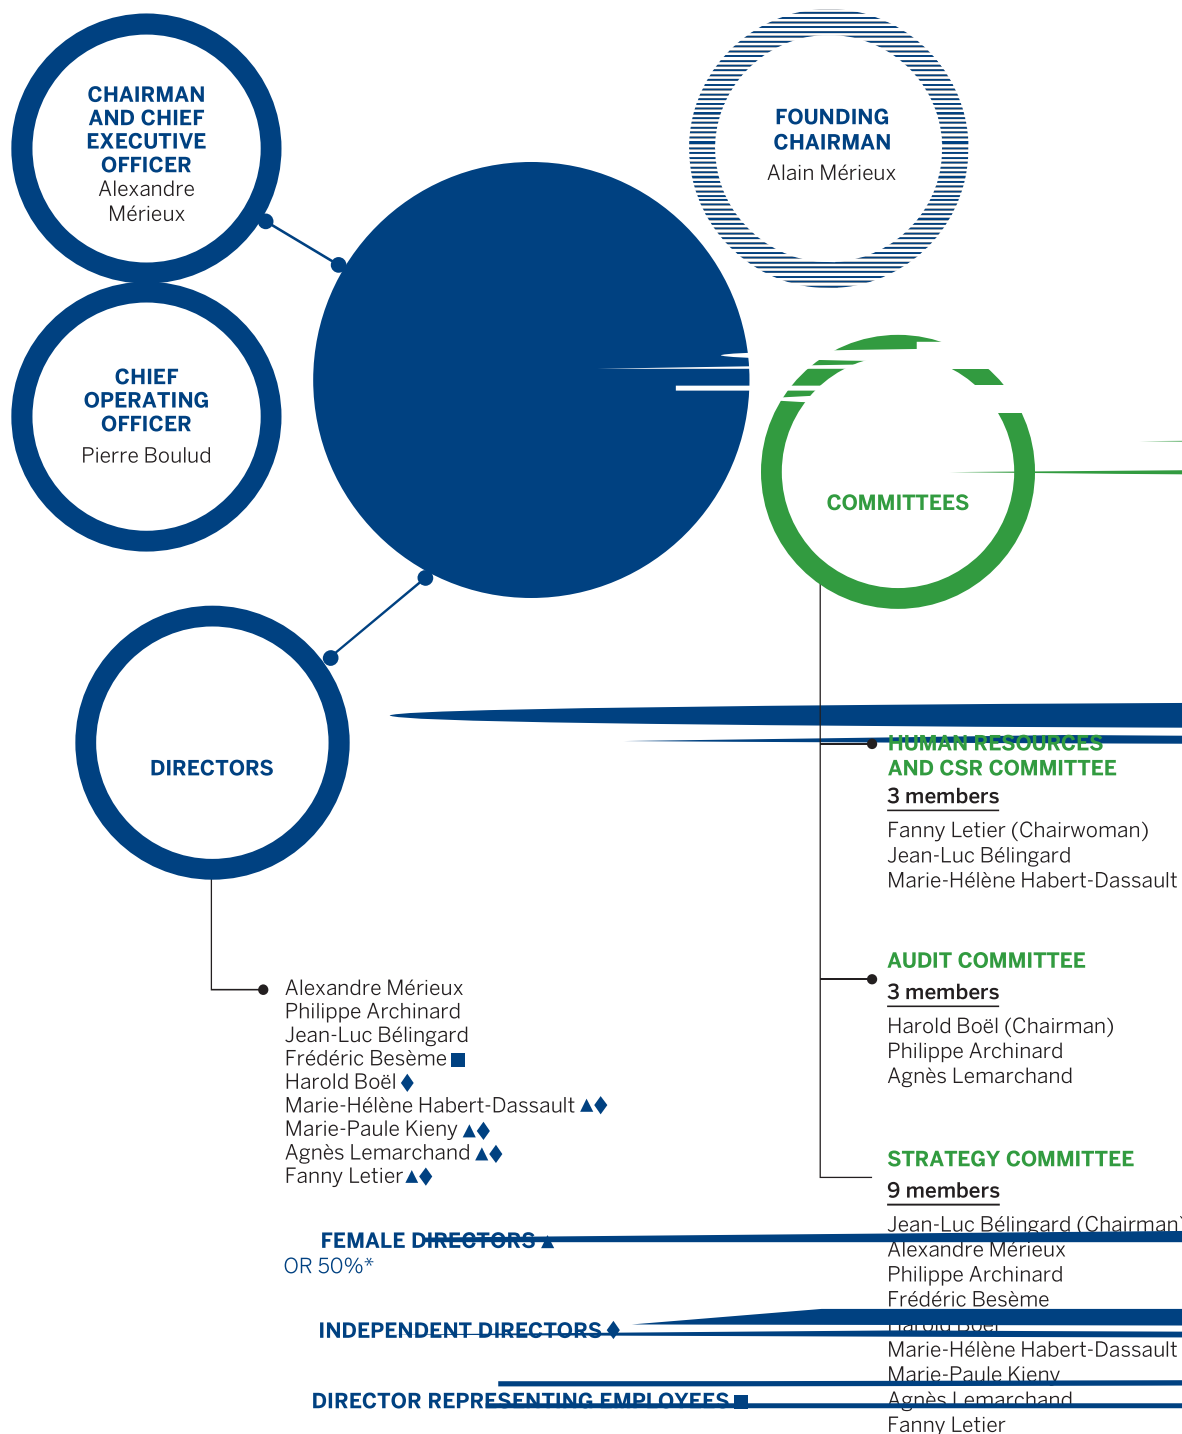 CHAIRMAN
AND CHIEF
EXECUTIVE
OFFICER
Alexandre
Mérieux
FOUNDING
CHAIRMAN
Alain Mérieux
CHIEF
OPERATING
OFFICER
Pierre Boulud
COMMITTEES
DIRECTORS
HUMAN RESOURCES
AND CSR COMMITTEE
3 members
Fanny Letier (Chairwoman)
Jean-Luc Bélingard
Marie-Hélène Habert-Dassault
AUDIT COMMITTEE
3 members
Harold Boël (Chairman)
Philippe Archinard
Agnès Lemarchand
STRATEGY COMMITTEE
9 members
Jean-Luc Bélingard (Chairman)
Alexandre Mérieux
Philippe Archinard
Frédéric Besème
Harold Boël
Marie-Hélène Habert-Dassault
Marie-Paule Kieny
Agnès Lemarchand
Fanny Letier
Alexandre Mérieux
Philippe Archinard
Jean-Luc Bélingard
Frédéric Besème ■
Harold Boël ♦
Marie-Hélène Habert-Dassault ▲♦
Marie-Paule Kieny ▲♦
Agnès Lemarchand ▲♦
Fanny Letier ▲♦
FEMALE DIRECTORS ▲
OR 50%*
INDEPENDENT DIRECTORS ♦
DIRECTOR REPRESENTING EMPLOYEES ■